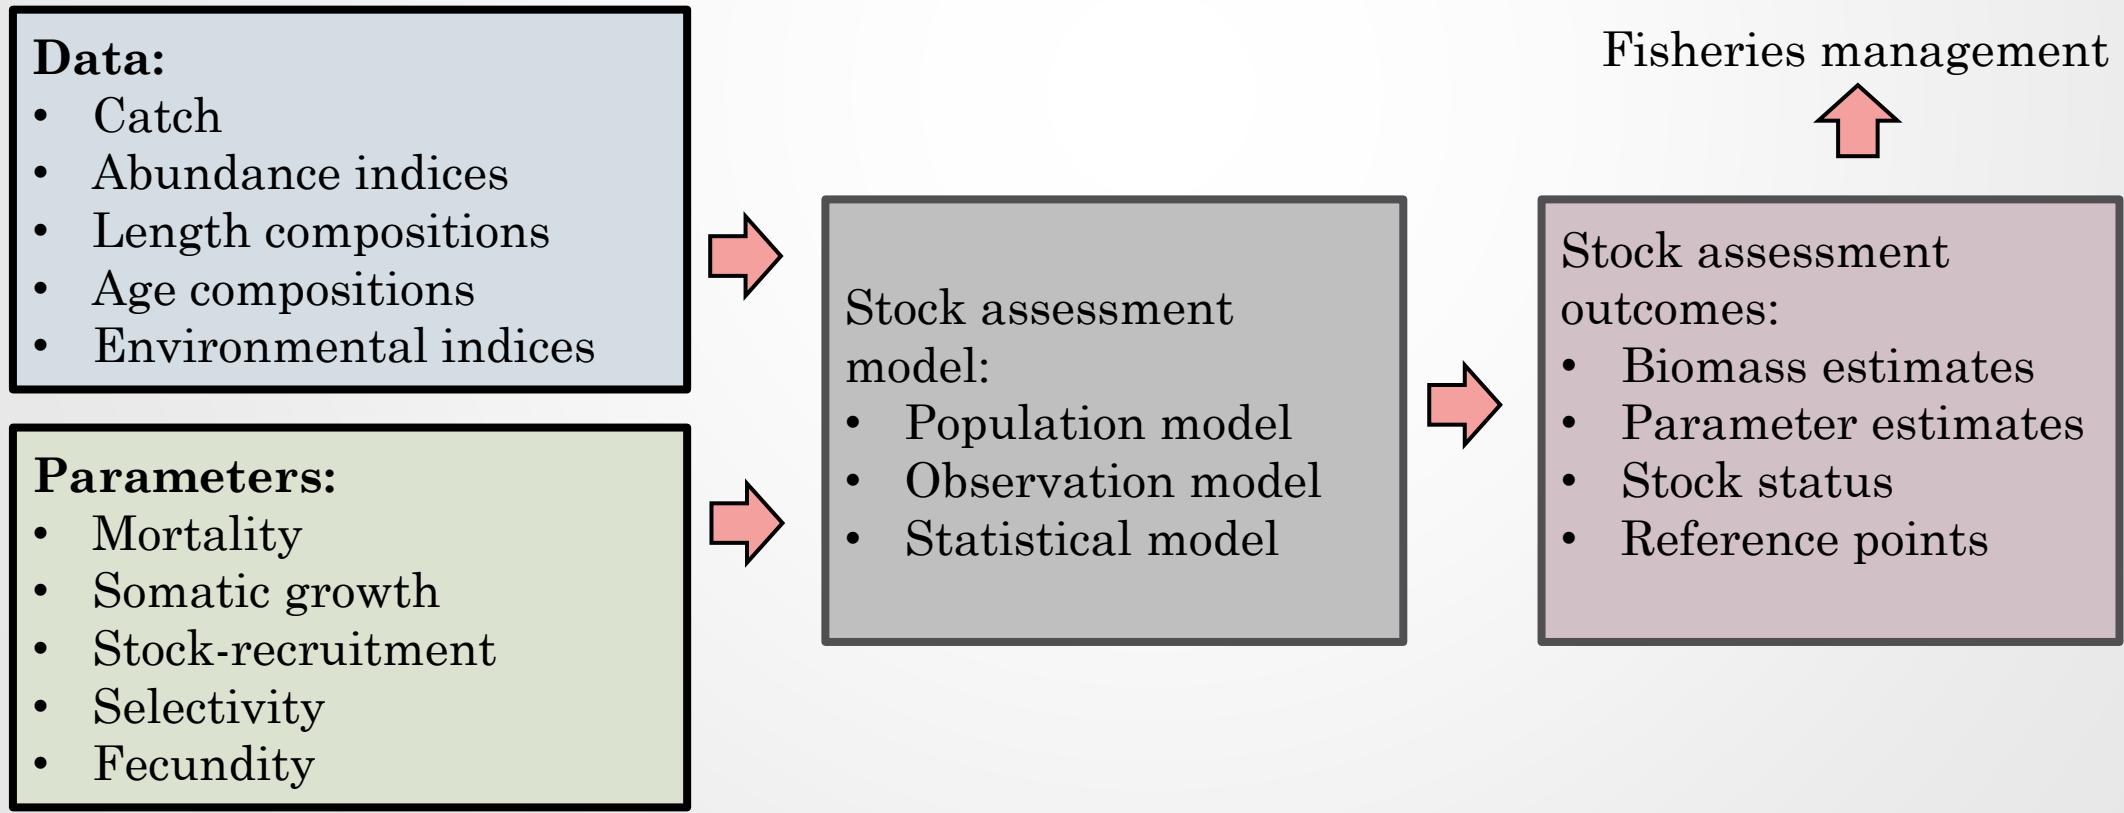 Data:
• Catch
• Abundance indices
• Length compositions
• Age compositions
• Environmental indices
Parameters:
• Mortality
• Somatic growth
• Stock-recruitment
• Selectivity
• Fecundity
Stock assessment
model:
• Population model
• Observation model
• Statistical model
Fisheries management
Stock assessment
outcomes:
• Biomass estimates
• Parameter estimates
• Stock status
• Reference points